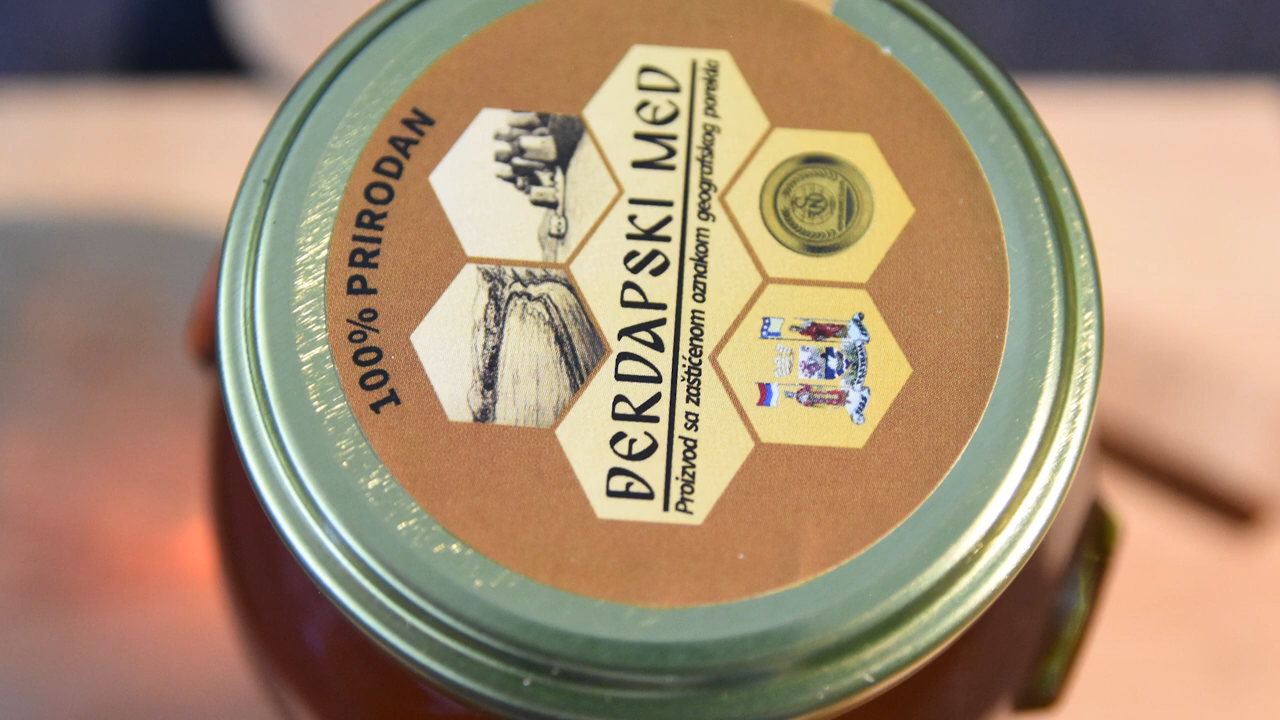 100% PRIRODAN
ĐERDAPSKI MED
Proizvod sa zaštićenom oznakom geografskog porekla